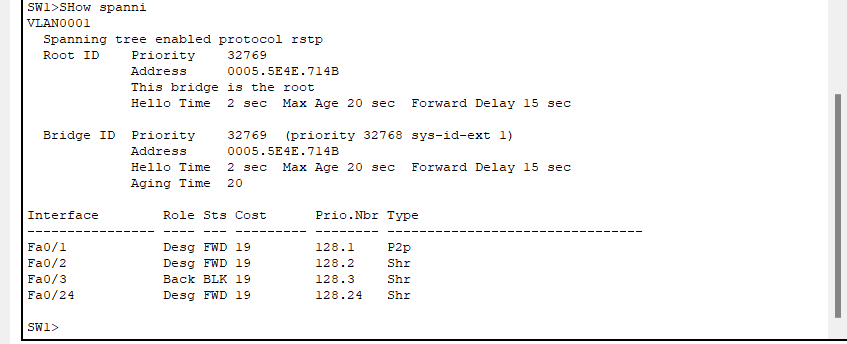 SW1>SHow spanni
VLAN0001
  Spanning tree enabled protocol rstp
  Root ID    Priority    32769
             Address     0005.5E4E.714B
             This bridge is the root
             Hello Time  2 sec  Max Age 20 sec  Forward Delay 15 sec

  Bridge ID  Priority    32769  (priority 32768 sys-id-ext 1)
             Address     0005.5E4E.714B
             Hello Time  2 sec  Max Age 20 sec  Forward Delay 15 sec
             Aging Time  20

Interface        Role Sts Cost      Prio.Nbr Type
---------------- ---- --- --------- -------- --------------------------------
Fa0/1            Desg FWD 19        128.1    P2p
Fa0/2            Desg FWD 19        128.2    Shr
Fa0/3            Back BLK 19        128.3    Shr
Fa0/24           Desg FWD 19        128.24   Shr

SW1>